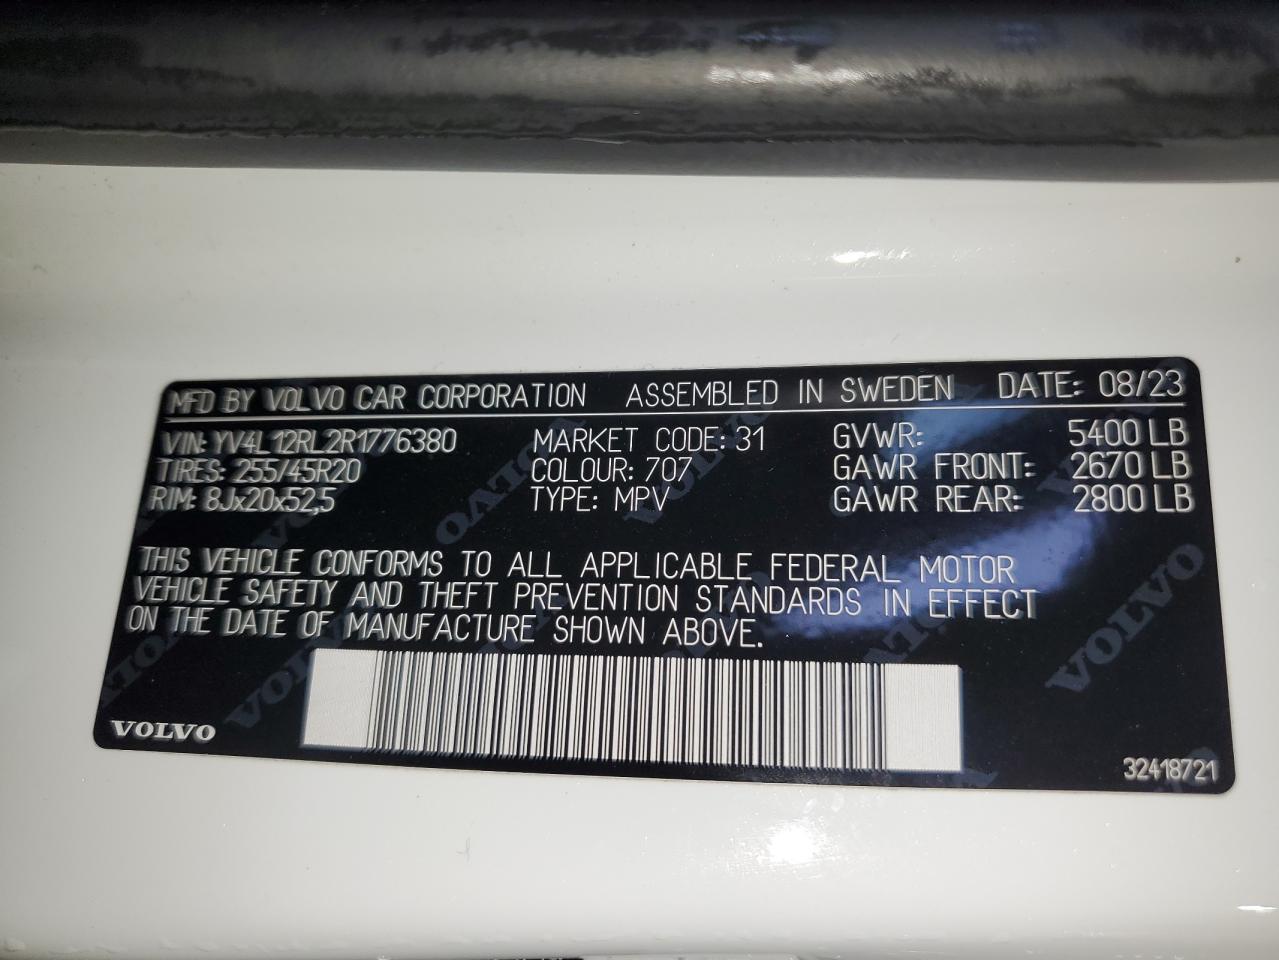 MFD BY VOLVO CAR CORPORATION ASSEMBLED IN SWEDEN DATE: 08/23
VIN: YV4L12RL2R1776380 MARKET CODE: 31 GVWR: 5400 LB
TIRES: 255/45R20 COLOUR: 707 GAWR FRONT: 2670 LB
RIM: 8Jx20x52,5 TYPE: MPV GAWR REAR: 2800 LB
THIS VEHICLE CONFORMS TO ALL APPLICABLE FEDERAL MOTOR
VEHICLE SAFETY AND THEFT PREVENTION STANDARDS IN EFFECT
ON THE DATE OF MANUFACTURE SHOWN ABOVE.
VOLVO
32418721